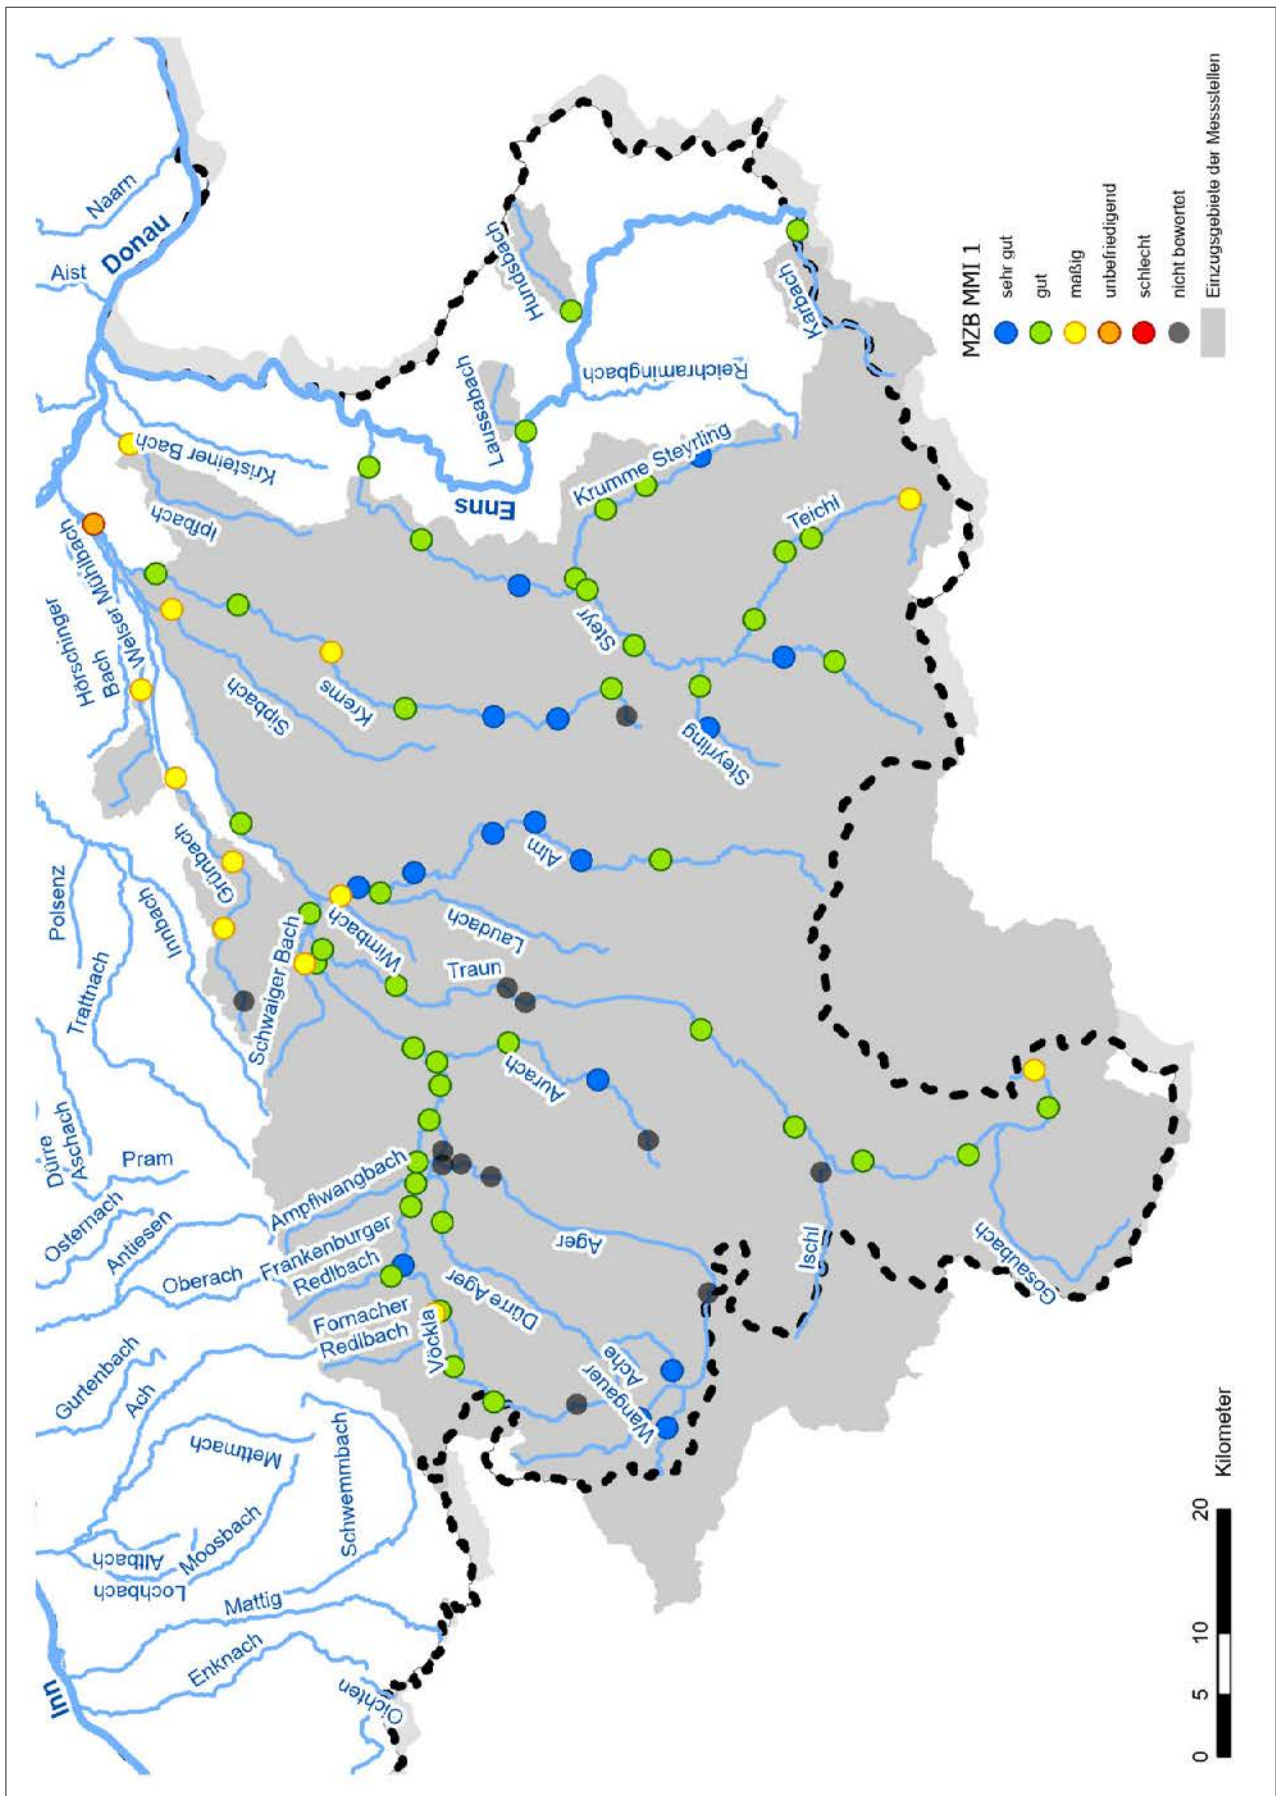 Naarn
Donau
Aist
Hundsbach
Karbach
Laussabach
Reichramingbach
Kristeiner Bach
Enns
Krumme Steyrling
Ipfbach
Teichl
Hörschinger
Bach
Welser Mühlbach
Steyr
Krems
Sipbach
Steyrling
Polsenz
Grünbach
Innbach
Alm
Trattnach
Schwaiger Bach
Wimbach
Laudach
Traun
Dürre
Aschach
Pram
Aurach
Ampflwangbach
Osternach
Antiesen
Oberach
Frankenburger
Redlbach
Ager
Ischl
Gosaubach
Fornacher
Redlbach
Dürre Ager
Vöckla
Gurtenbach
Ach
Wangauer
Ache
Mettmach
Schwemmbach
Altbach
Moosbach
Lochbach
Mattig
Inn
Enknach
Oichten
MZB MMI 1
sehr gut
gut
mäßig
unbefriedigend
schlecht
nicht bewertet
Einzugsgebiete der Messstellen
0 5 10 20
Kilometer